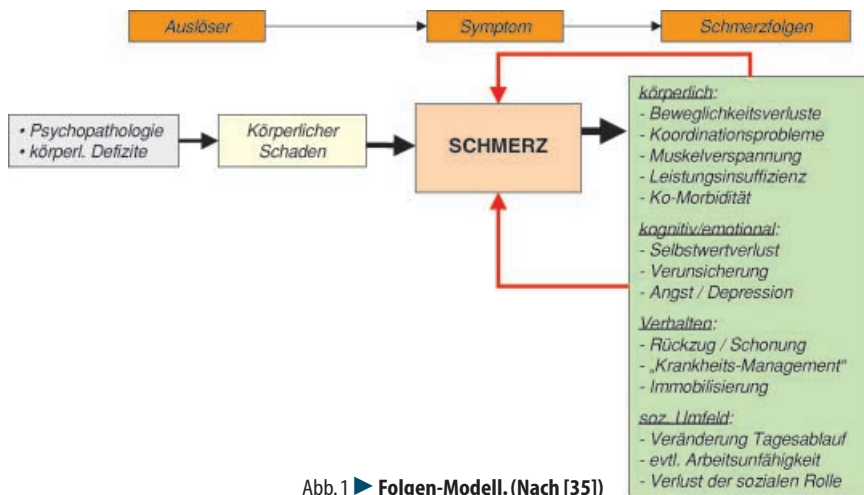 Auslöser
Symptom
Schmerzfolgen
• Psychopathologie
• körperl. Defizite
Körperlicher
Schaden
SCHMERZ
körperlich:
- Beweglichkeitsverluste
- Koordinationsprobleme
- Muskelverspannung
- Leistungsinsuffizienz
- Ko-Morbidität
kognitiv/emotional:
- Selbstwertverlust
- Verunsicherung
- Angst / Depression
Verhalten:
- Rückzug / Schonung
- „Krankheits-Management“
- Immobilisierung
soz. Umfeld:
- Veränderung Tagesablauf
- evtl. Arbeitsunfähigkeit
- Verlust der sozialen Rolle
Abb. 1 ▶ Folgen-Modell. (Nach [35])